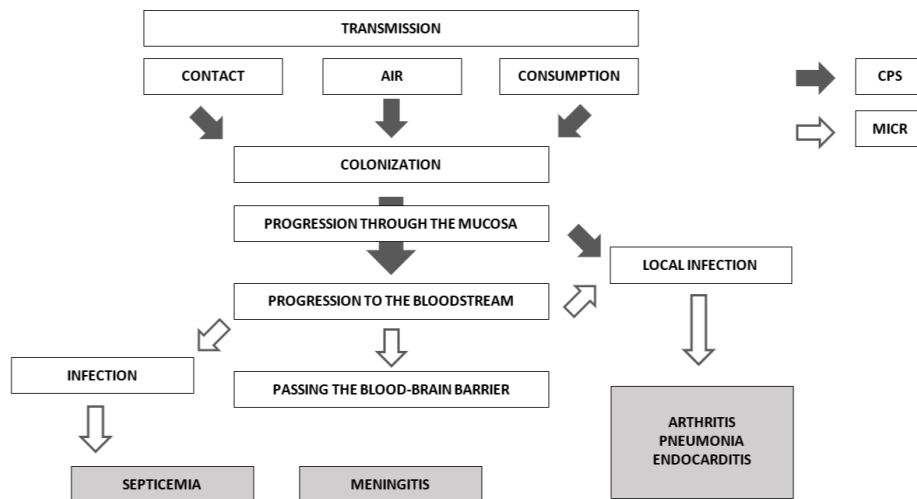 TRANSMISSION
CONTACT
AIR
CONSUMPTION
CPS
MICR
COLONIZATION
PROGRESSION THROUGH THE MUCOSA
LOCAL INFECTION
PROGRESSION TO THE BLOODSTREAM
INFECTION
PASSING THE BLOOD-BRAIN BARRIER
ARTHRITIS
PNEUMONIA
ENDOCARDITIS
SEPTICEMIA
MENINGITIS